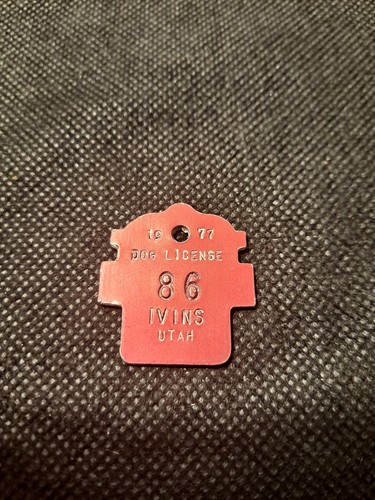 19 77
DOG LICENSE
86
IVINS
UTAH